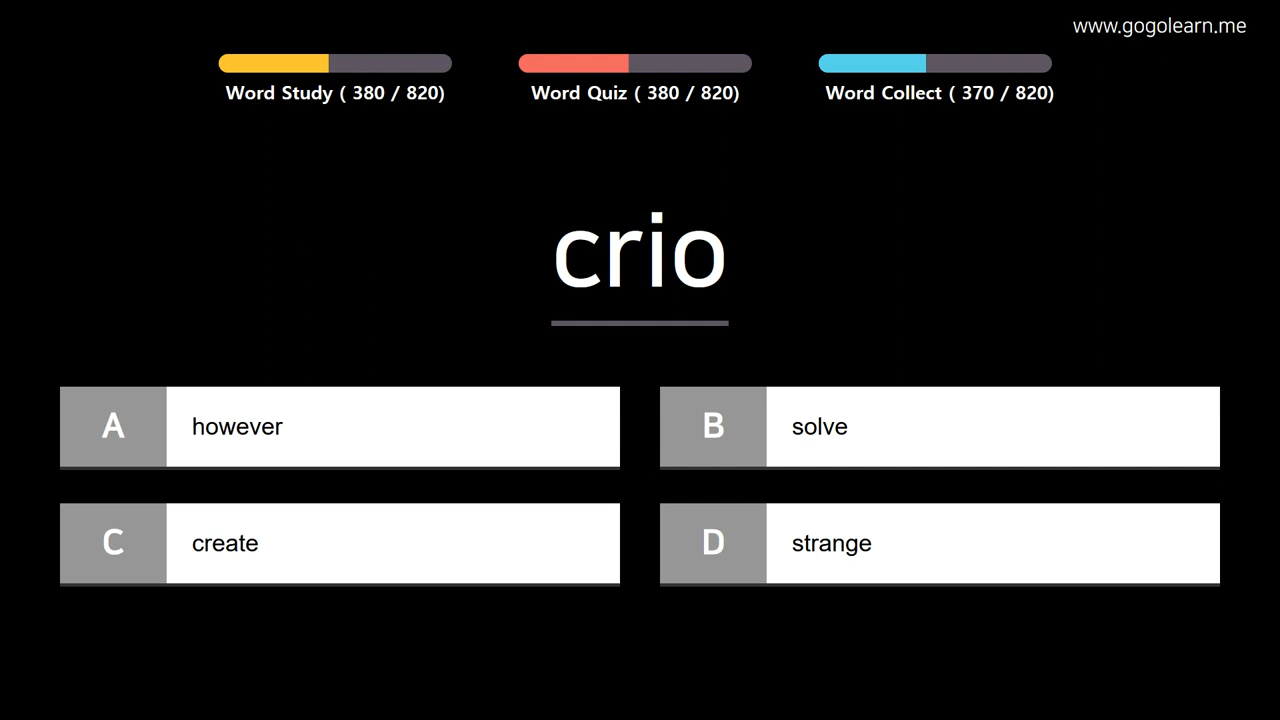 www.gogolearn.me
Word Study ( 380 / 820)
Word Quiz ( 380 / 820)
Word Collect ( 370 / 820)
crio
A however
B solve
C create
D strange